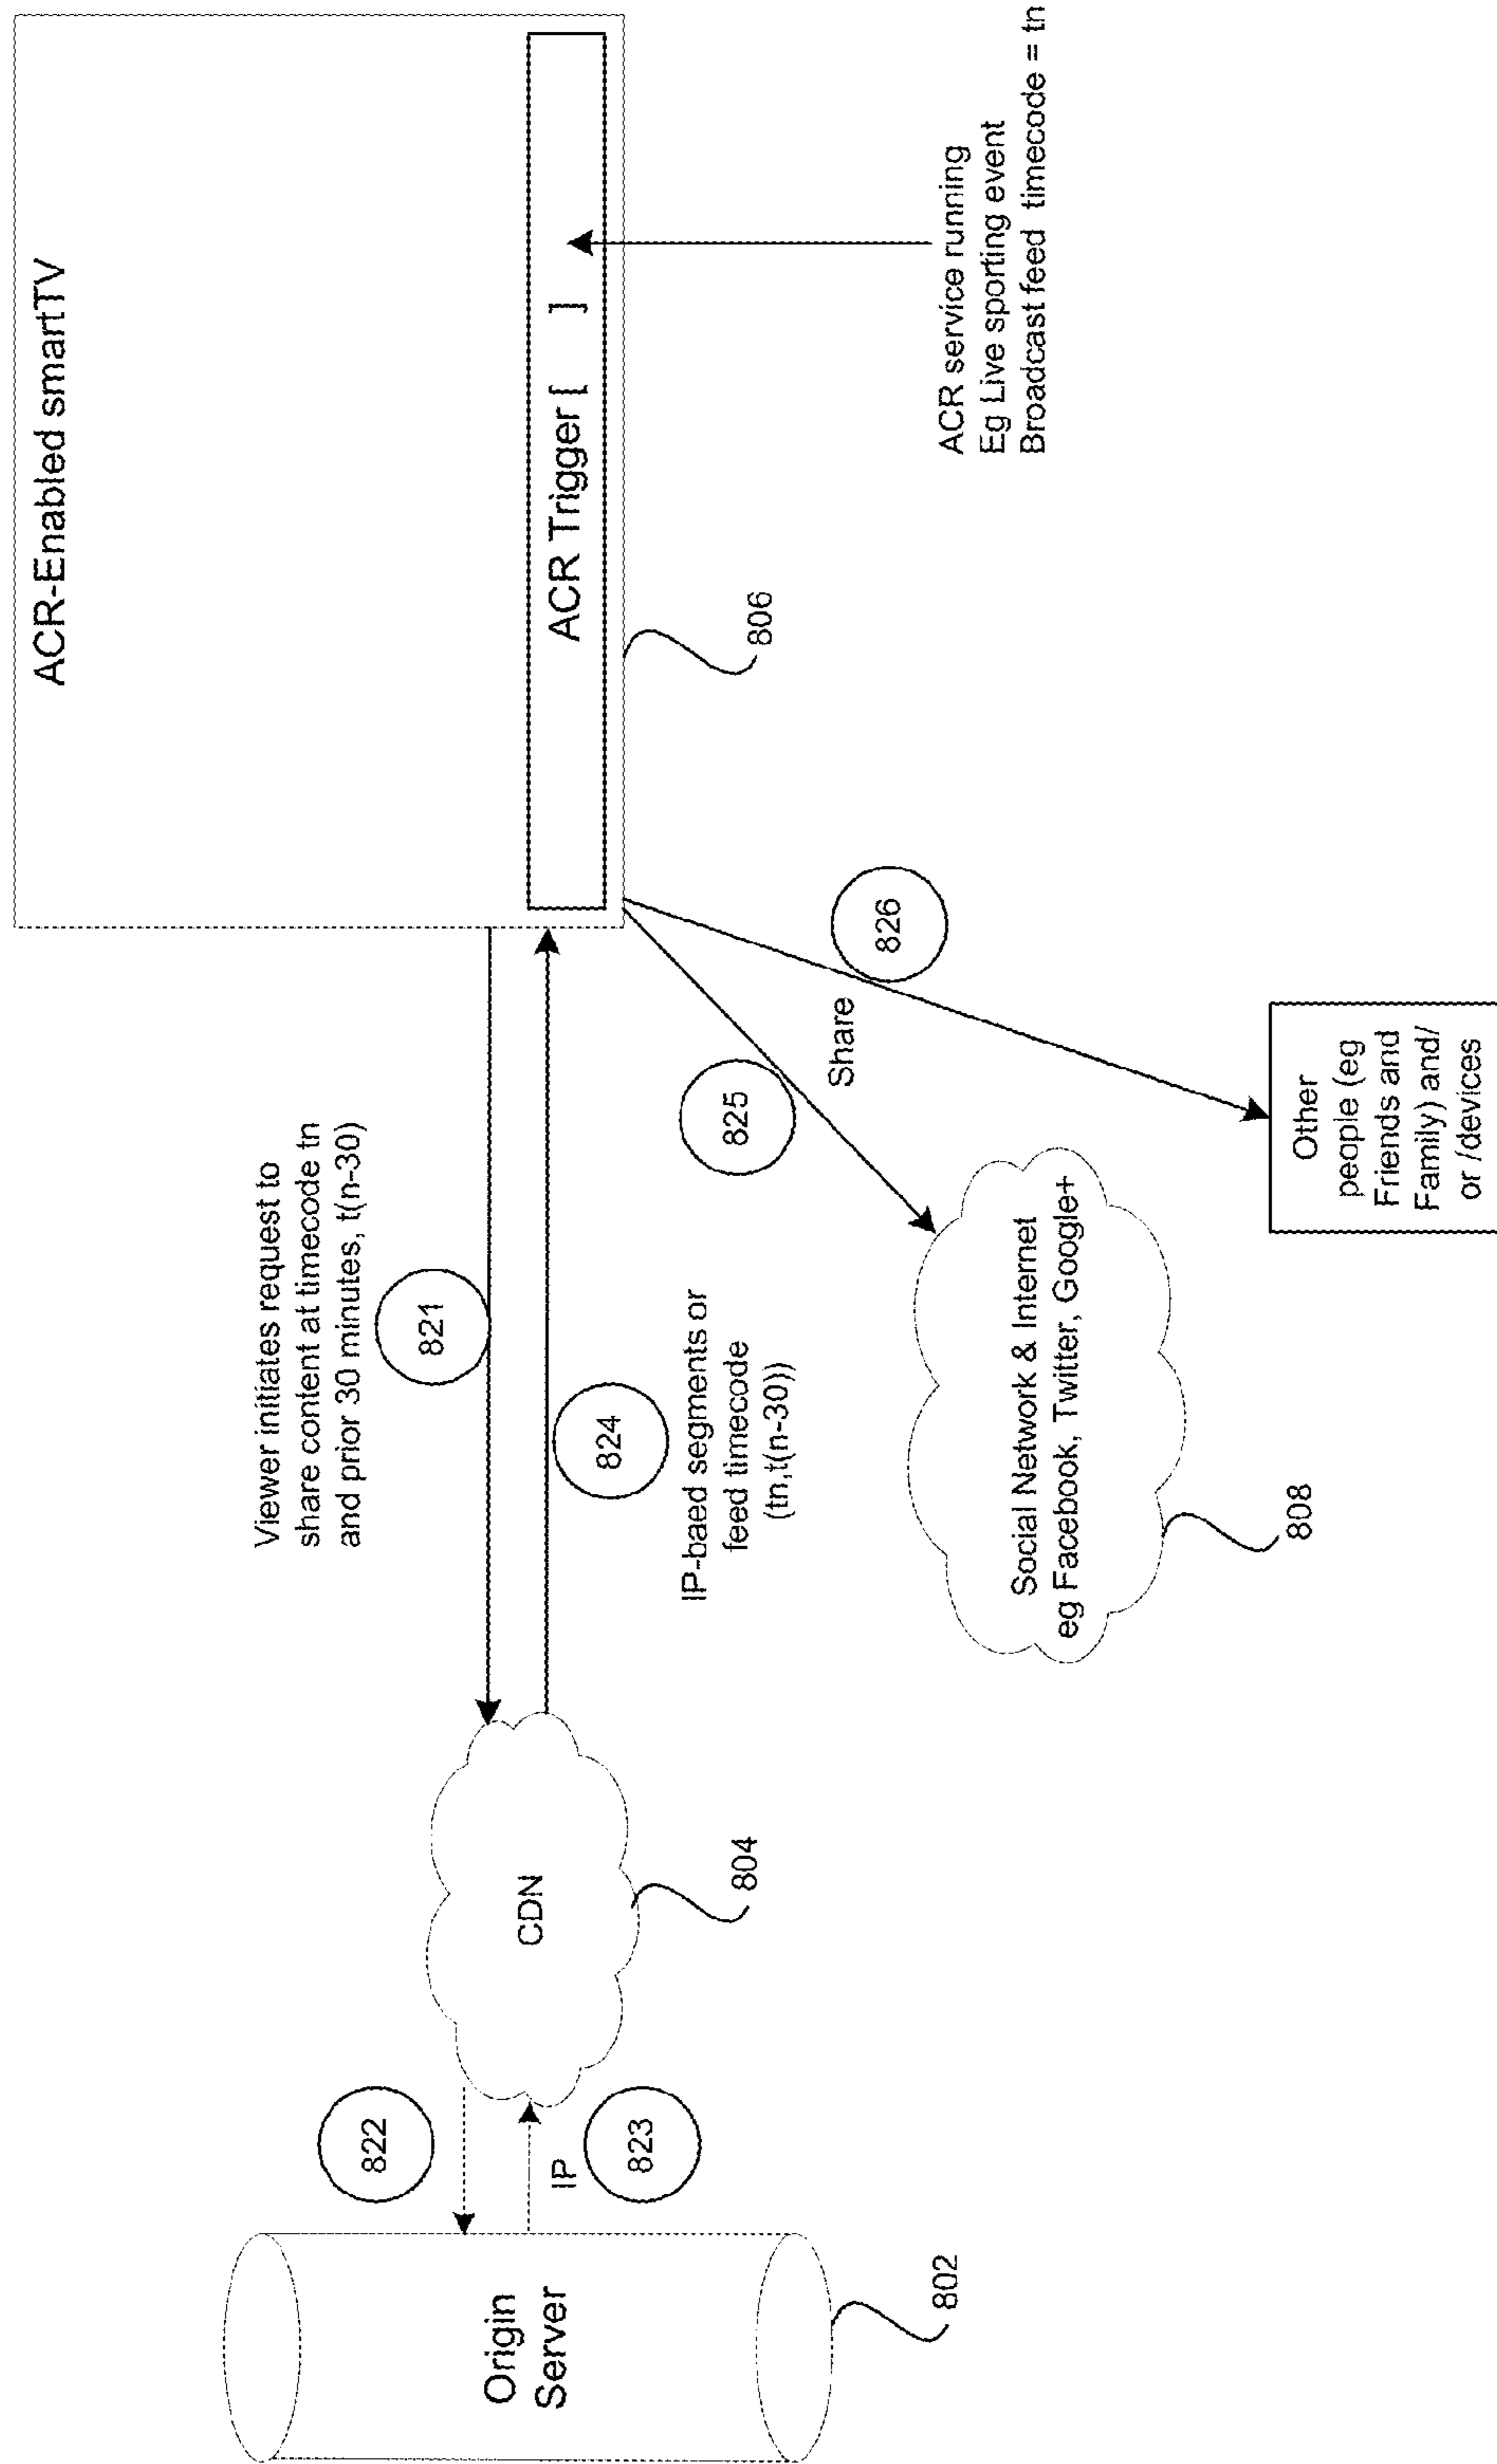 ACR-Enabled smartTV
ACR Trigger [ ]
806
ACR service running
Eg Live sporting event
Broadcast feed timecode = tn
Viewer initiates request to
share content at timecode tn
and prior 30 minutes, t(n-30)
821
824
IP-baed segments or
feed timecode
(tn,t(n-30))
822
IP
823
CDN
804
Origin
Server
802
825
Share
826
Social Network & Internet
eg Facebook, Twitter, Google+
808
Other
people (eg
Friends and
Family) and/
or /devices